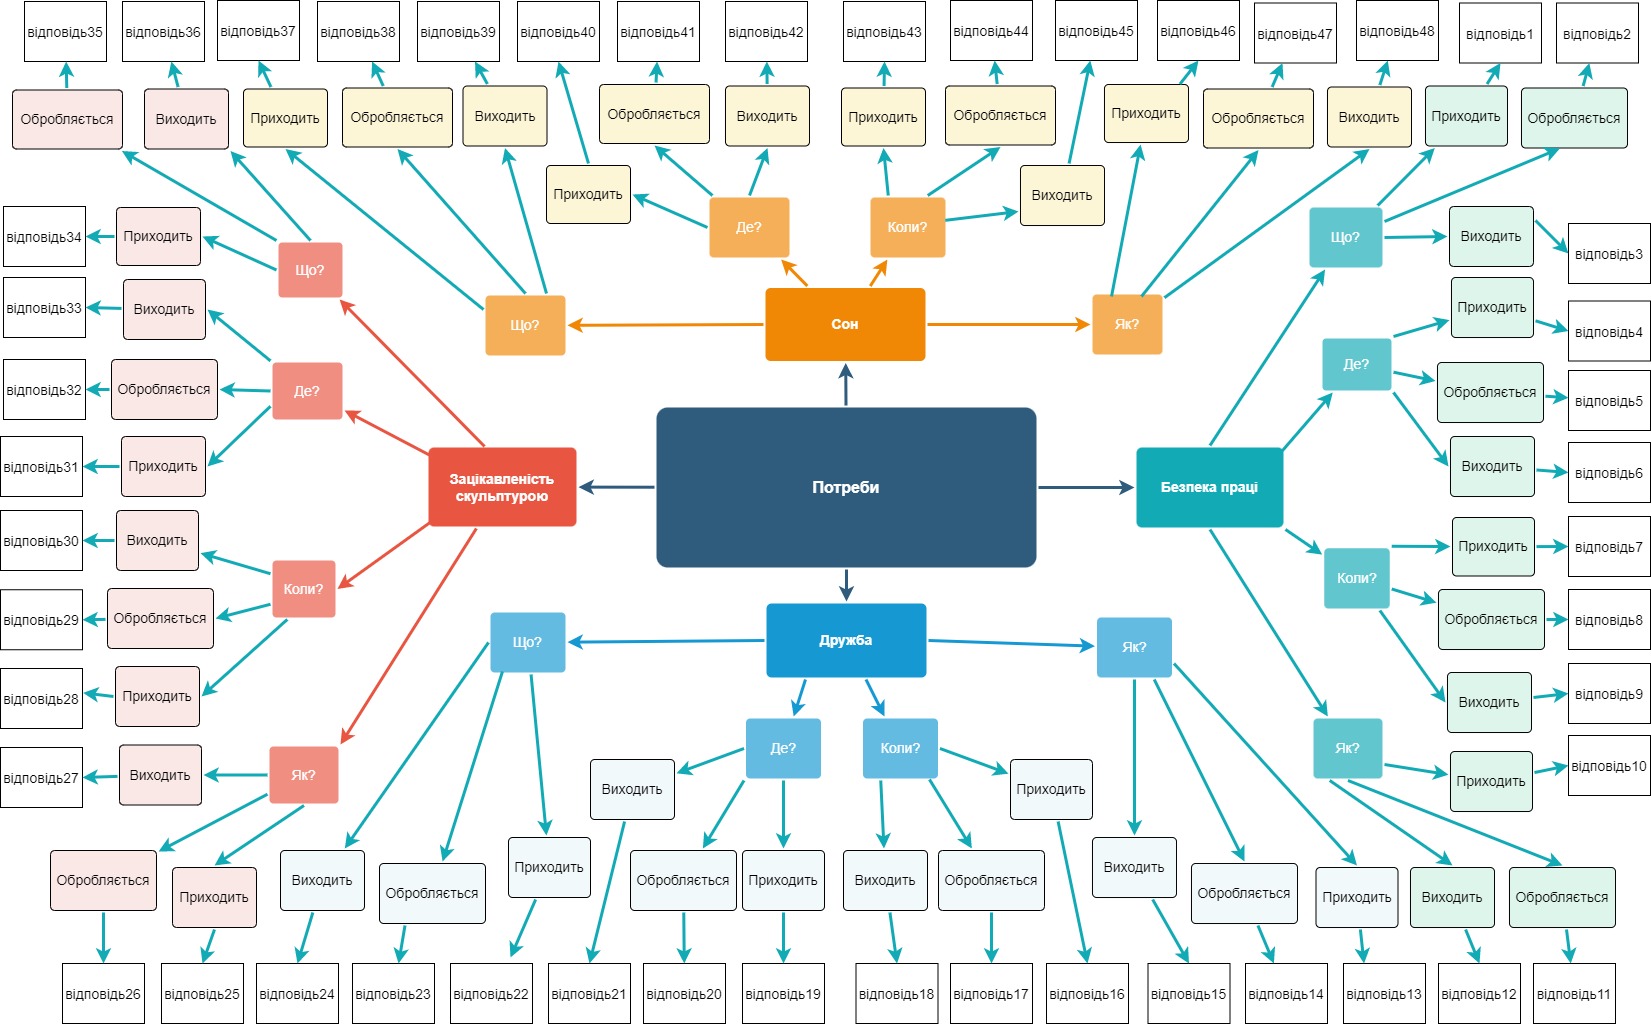 відповідь35
відповідь36
відповідь37
відповідь38
відповідь39
відповідь40
відповідь41
відповідь42
відповідь43
відповідь44
відповідь45
відповідь46
відповідь47
відповідь48
відповідь1
відповідь2
Обробляється
Виходить
Приходить
Обробляється
Виходить
Обробляється
Виходить
Приходить
Обробляється
Приходить
Обробляється
Виходить
Приходить
Обробляється
Приходить
Виходить
відповідь34
Приходить
Що?
Де?
Коли?
Що?
Виходить
відповідь3
відповідь33
Виходить
Що?
Сон
Як?
Приходить
відповідь4
відповідь32
Обробляється
Де?
Де?
Обробляється
відповідь5
відповідь31
Приходить
Зацікавленість
скульптурою
Потреби
Безпека праці
Виходить
відповідь6
відповідь30
Виходить
Коли?
Коли?
Приходить
відповідь7
відповідь29
Обробляється
Що?
Дружба
Як?
Обробляється
відповідь8
відповідь28
Приходить
Виходить
відповідь9
відповідь27
Виходить
Як?
Де?
Коли?
Як?
Виходить
Приходить
Приходить
відповідь10
Обробляється
Приходить
Виходить
Обробляється
Приходить
Обробляється
Приходить
Виходить
Обробляється
Виходить
Обробляється
Приходить
Виходить
Обробляється
відповідь26
відповідь25
відповідь24
відповідь23
відповідь22
відповідь21
відповідь20
відповідь19
відповідь18
відповідь17
відповідь16
відповідь15
відповідь14
відповідь13
відповідь12
відповідь11